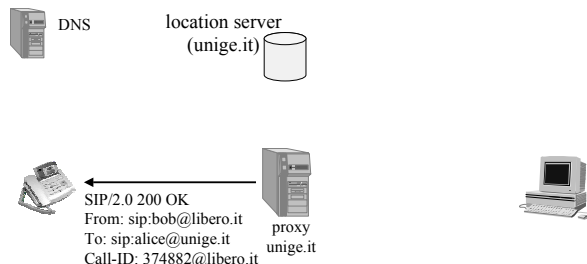 DNS
location server
(unige.it)
SIP/2.0 200 OK
From: sip:bob@libero.it
To: sip:alice@unige.it
Call-ID: 374882@libero.it
proxy
unige.it